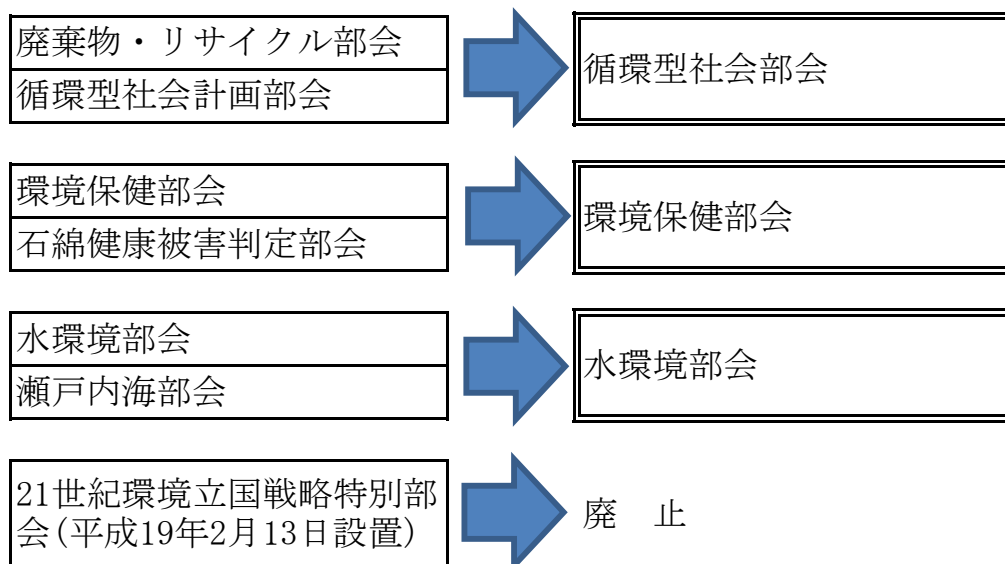 廃棄物・リサイクル部会
循環型社会計画部会
循環型社会部会
環境保健部会
石綿健康被害判定部会
環境保健部会
水環境部会
瀬戸内海部会
水環境部会
21世紀環境立国戦略特別部
会(平成19年2月13日設置)
廃　止